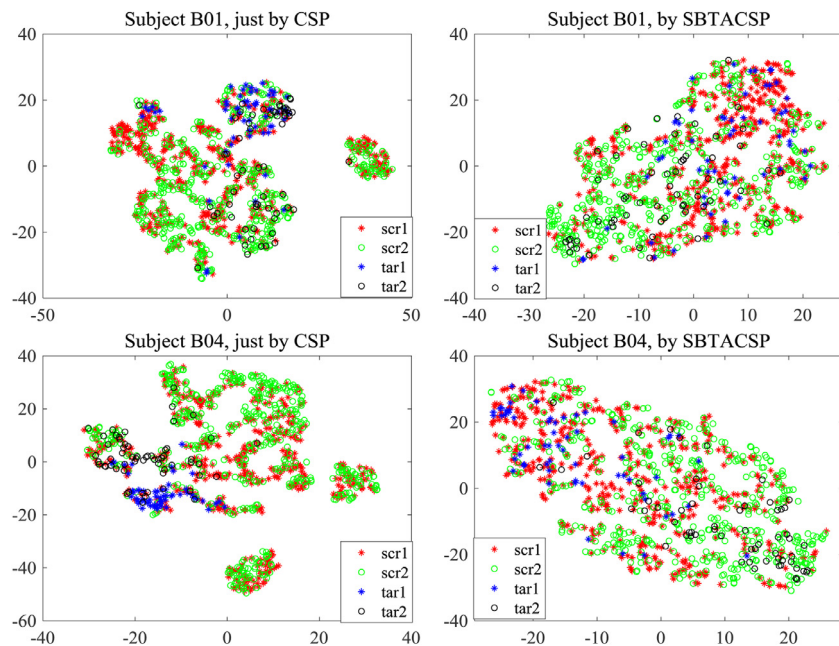 Subject B01, just by CSP
40
20
0
-20
-40
-50
0
50
scr1
scr2
tar1
tar2
Subject B01, by SBTACSP
40
20
0
-20
-40
-40
-30
-20
-10
0
10
20
scr1
scr2
tar1
tar2
Subject B04, just by CSP
40
20
0
-20
-40
-60
-40
-20
0
20
40
scr1
scr2
tar1
tar2
Subject B04, by SBTACSP
40
20
0
-20
-40
-20
-10
0
10
20
scr1
scr2
tar1
tar2